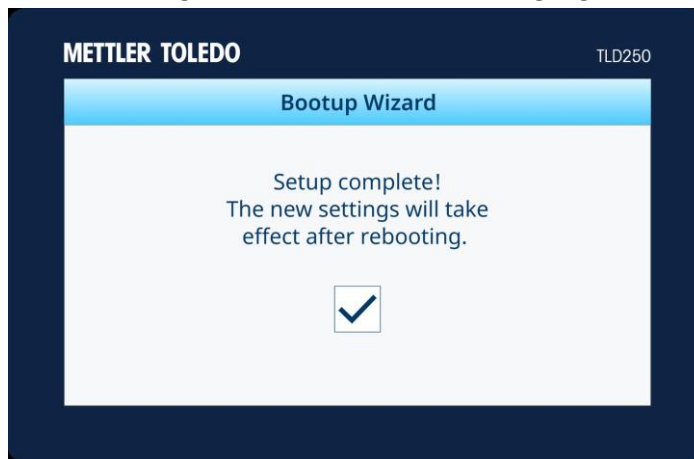 METTLER TOLEDO
TLD250
Bootup Wizard
Setup complete!
The new settings will take
effect after rebooting.